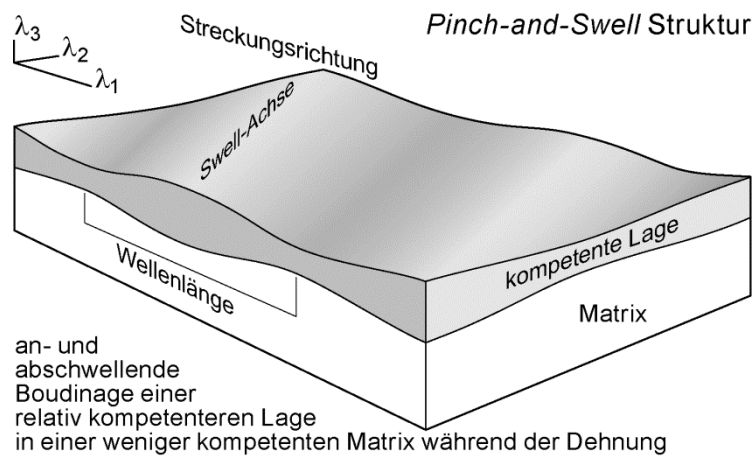 Pinch-and-Swell Struktur
λ3
λ2
λ1
Streckungsrichtung
Swell-Achse
kompetente Lage
Wellenlänge
Matrix
an- und
abschwellende
Boudinage einer
relativ kompetenteren Lage
in einer weniger kompetenten Matrix während der Dehnung